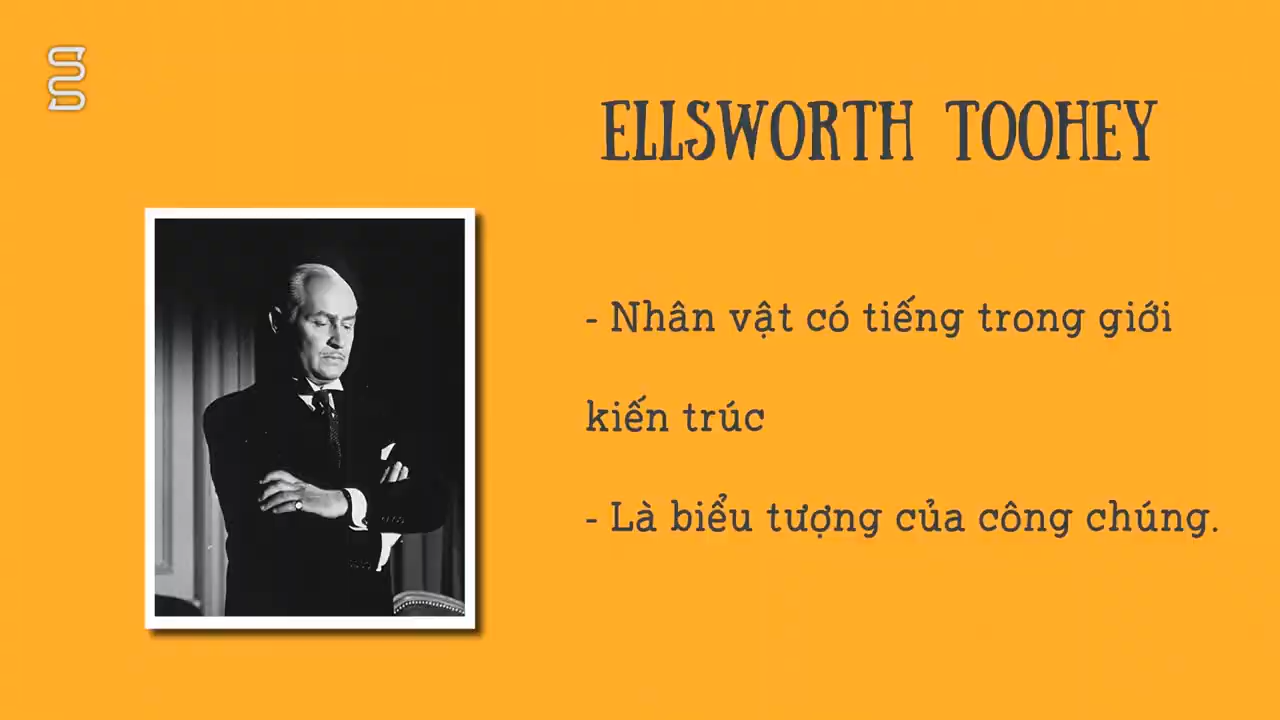 ELLSWORTH TOOHEY
- Nhân vật có tiếng trong giới
kiến trúc
- Là biểu tượng của công chúng.